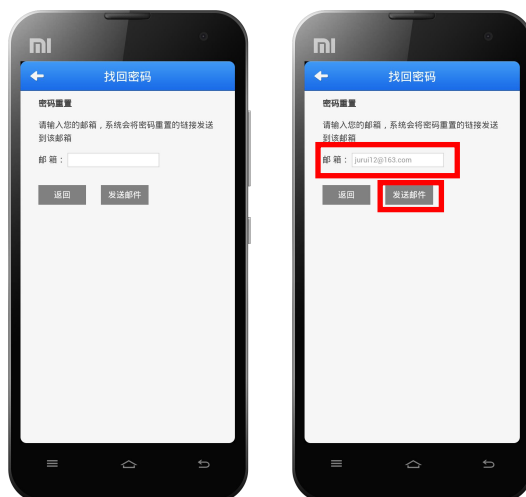 找回密码
密码重置
请输入您的邮箱，系统会将密码重置的链接发送
到该邮箱
邮 箱：
返回 发送邮件
找回密码
密码重置
请输入您的邮箱，系统会将密码重置的链接发送
到该邮箱
邮 箱： jurui12@163.com
返回 发送邮件